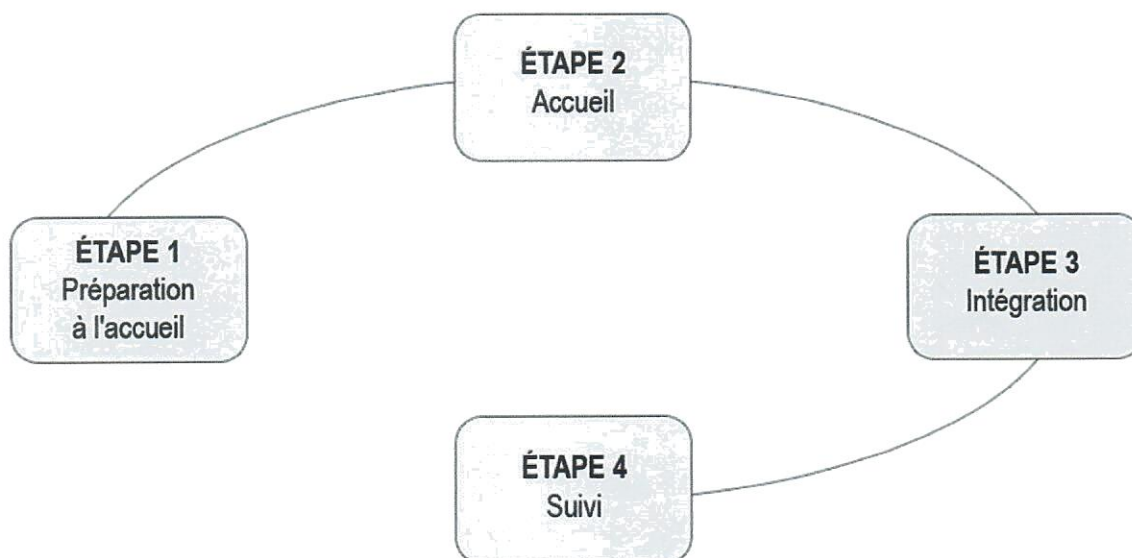 ÉTAPE 1
Préparation
à l'accueil
ÉTAPE 2
Accueil
ÉTAPE 3
Intégration
ÉTAPE 4
Suivi